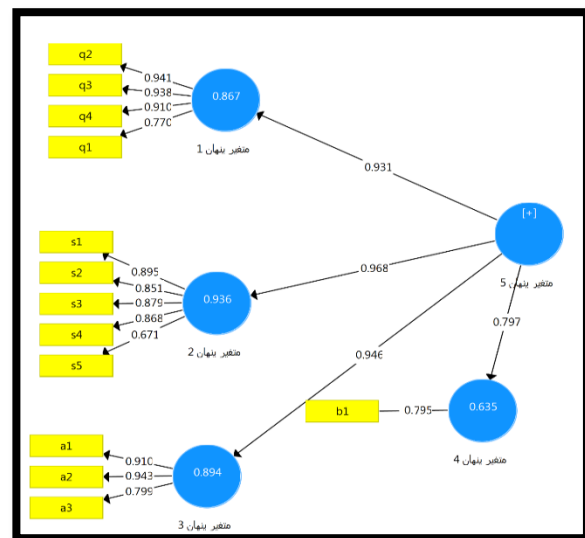 q2
q3
q4
q1
0.941
0.938
0.910
0.770
0.867
متغیر پنهان 1
0.931
[+]
متغیر پنهان 5
s1
s2
s3
s4
s5
0.895
0.851
0.879
0.868
0.671
0.936
متغیر پنهان 2
0.968
0.946
0.797
b1
0.795
0.635
متغیر پنهان 4
a1
a2
a3
0.910
0.943
0.799
0.894
متغیر پنهان 3